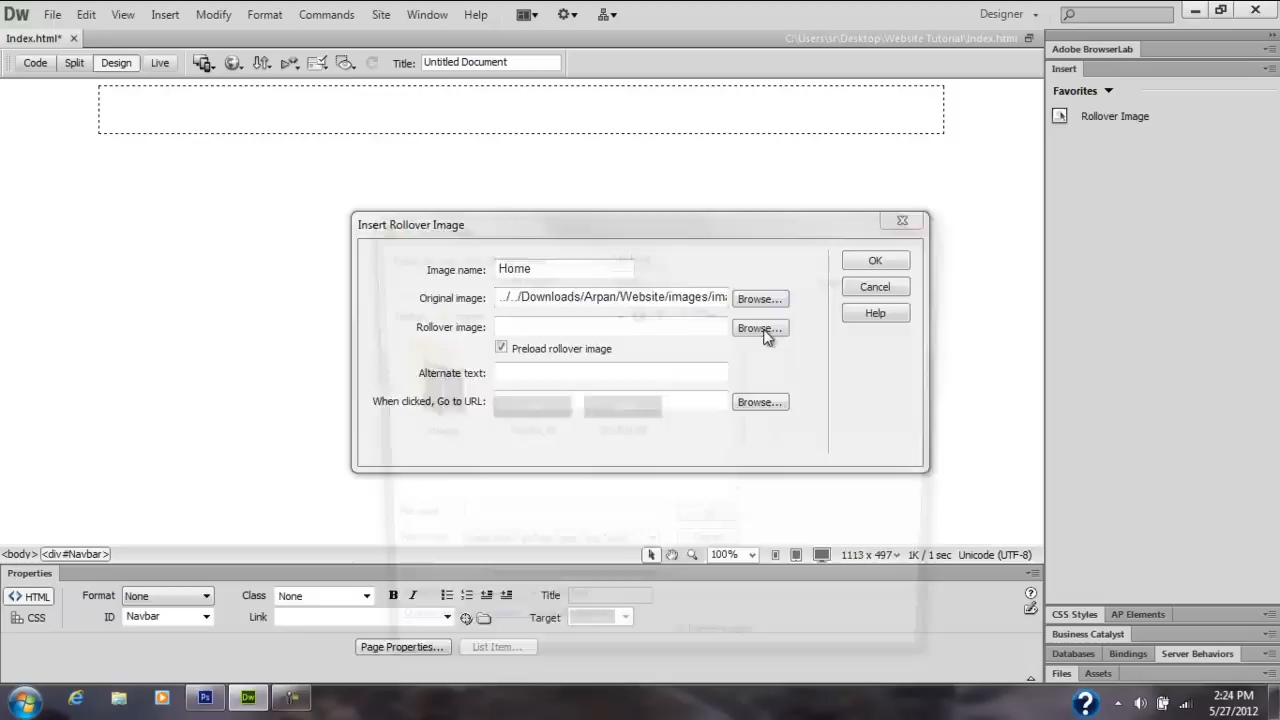 Dw File Edit View Insert Modify Format Commands Site Window Help Designer
Index.html* C:\Users\sr\Desktop\Website Tutorial\Index.html
Code Split Design Live Title: Untitled Document
Adobe BrowserLab
Insert
Favorites
Rollover Image
Insert Rollover Image
Image name: Home OK
Original image: ../../Downloads/Arpan/Website/images/ima Browse... Cancel
Rollover image: Browse... Help
Preload rollover image
Alternate text:
When clicked, Go to URL: Browse...
<body> <div#Navbar> 100% 1113 x 497 1K / 1 sec Unicode (UTF-8)
Properties
HTML Format None Class None B I Title
CSS ID Navbar Link Target
Page Properties... List Item...
CSS Styles AP Elements
Business Catalyst
Databases Bindings Server Behaviors
Files Assets
Ps Dw ? 2:24 PM
5/27/2012